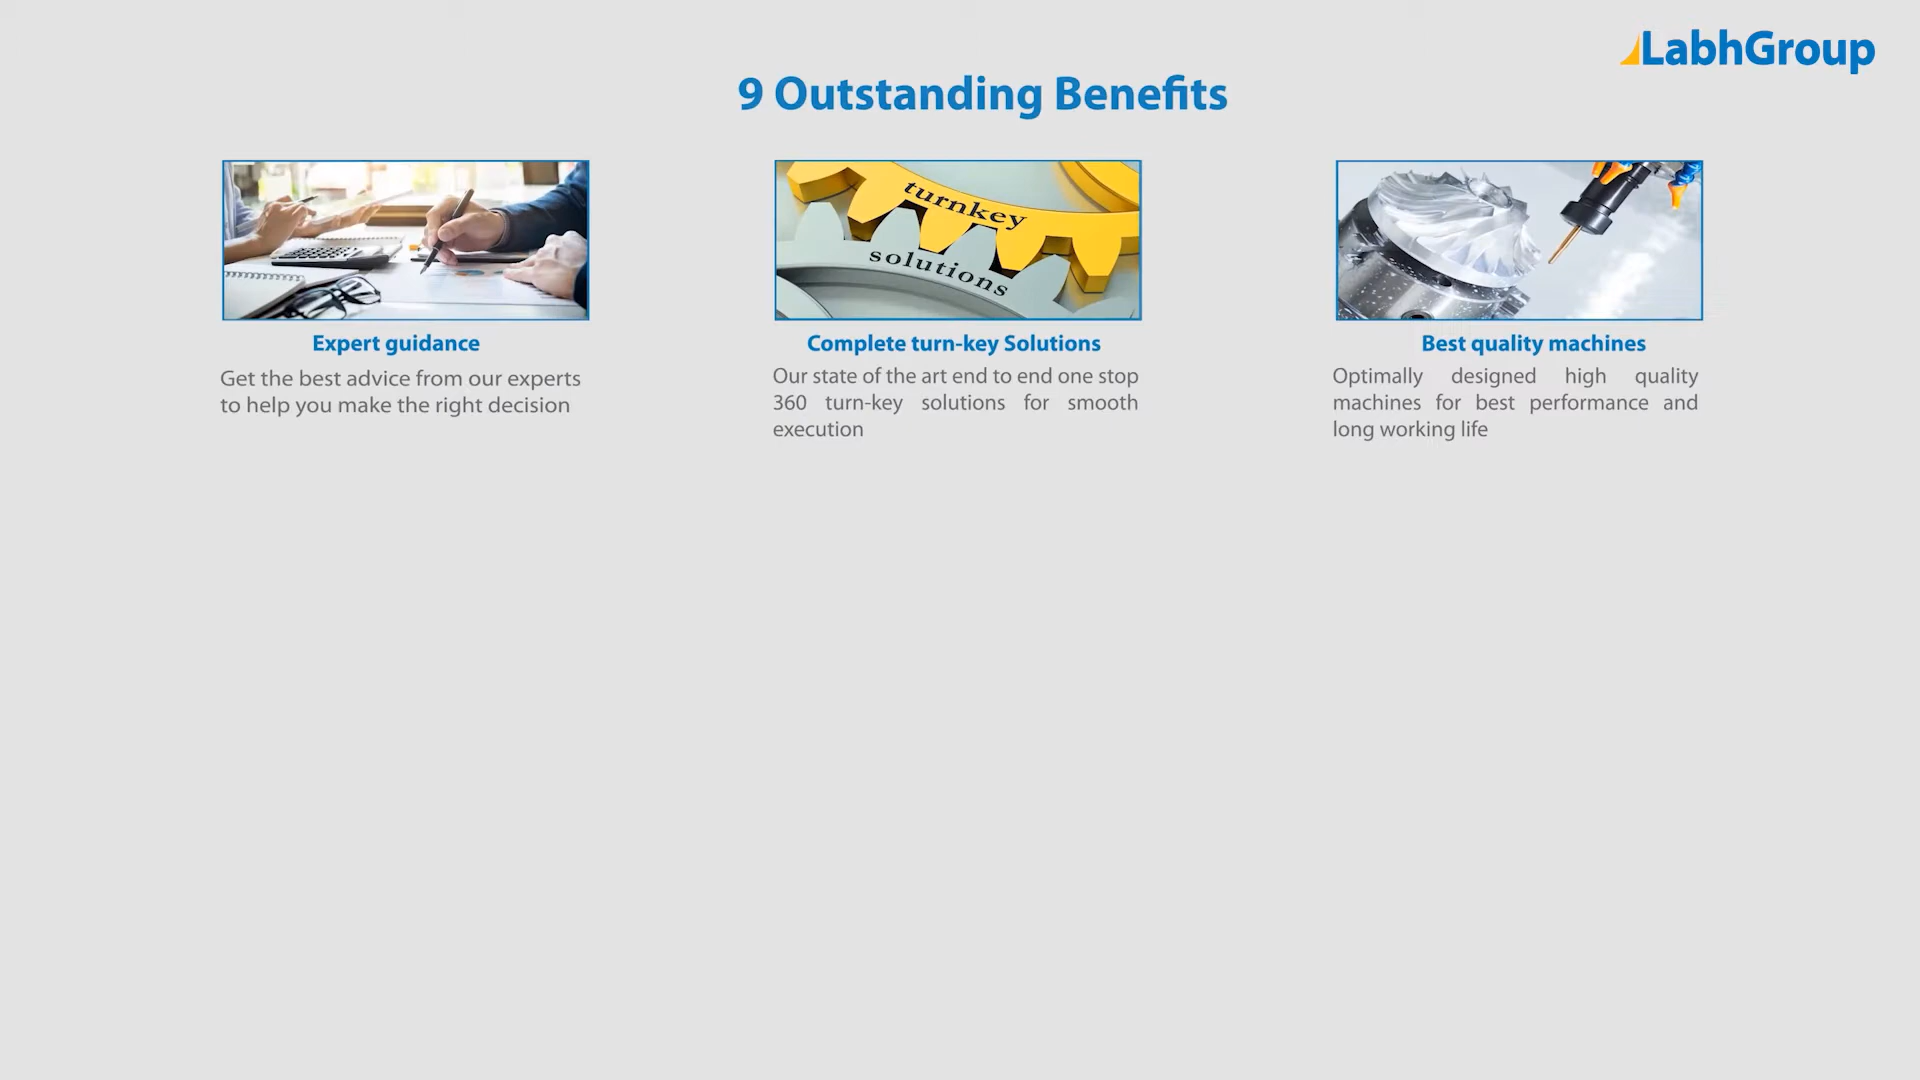 LabhGroup
9 Outstanding Benefits
turnkey
solutions
Expert guidance
Get the best advice from our experts
to help you make the right decision
Complete turn-key Solutions
Our state of the art end to end one stop
360 turn-key solutions for smooth
execution
Best quality machines
Optimally designed high quality
machines for best performance and
long working life